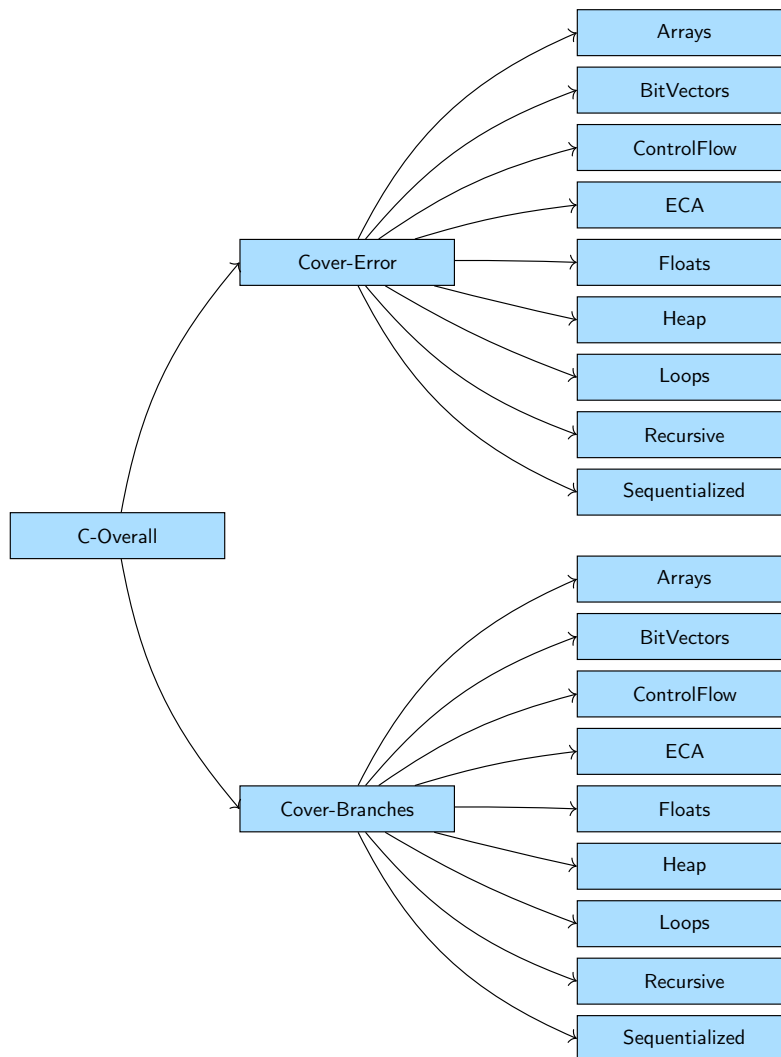 Arrays
BitVectors
ControlFlow
ECA
Cover-Error
Floats
Heap
Loops
Recursive
Sequentialized
C-Overall
Arrays
BitVectors
ControlFlow
ECA
Cover-Branches
Floats
Heap
Loops
Recursive
Sequentialized